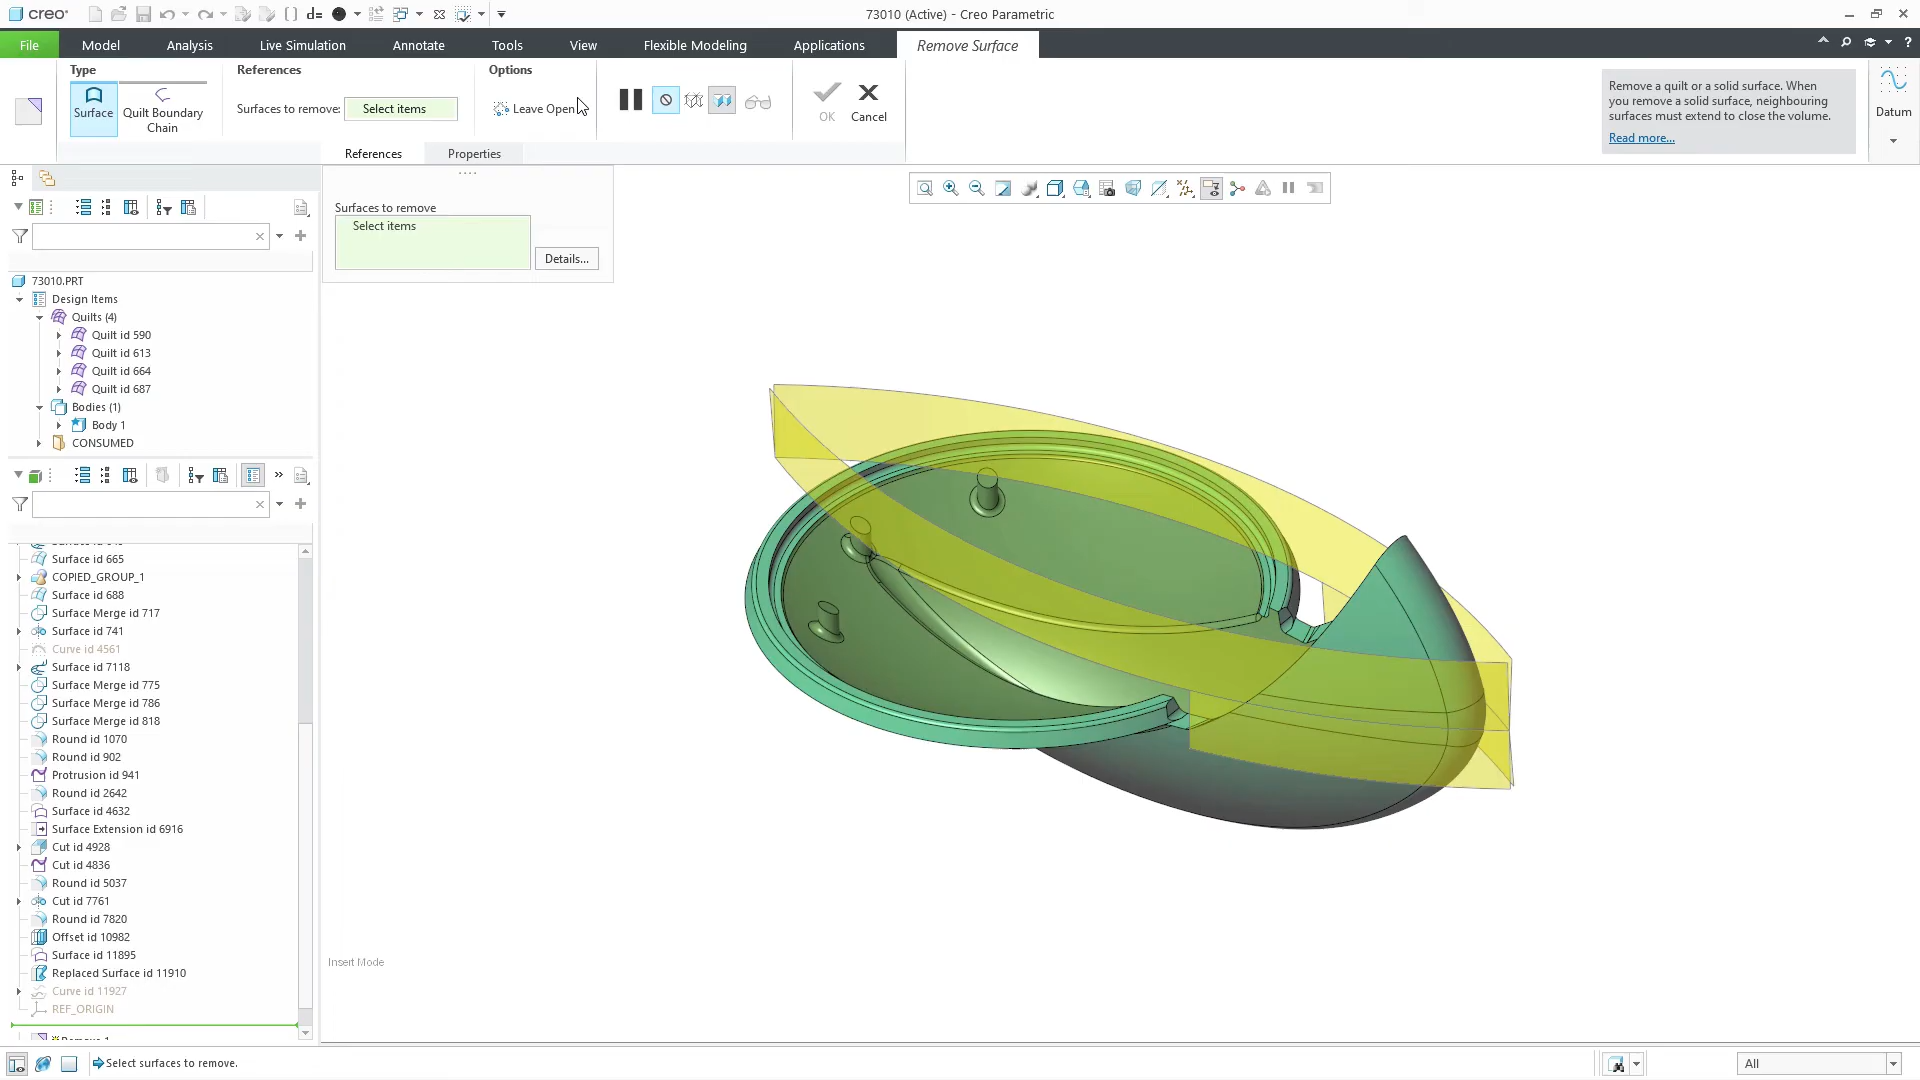 creo
d=
73010 (Active) - Creo Parametric
File
Model
Analysis
Live Simulation
Annotate
Tools
View
Flexible Modeling
Applications
Remove Surface
?
Type
References
Options
Surface
Quilt Boundary
Chain
Surfaces to remove:
Select items
Leave Open
OK
Cancel
Remove a quilt or a solid surface. When
you remove a solid surface, neighbouring
surfaces must extend to close the volume.
Read more...
Datum
References
Properties
Surfaces to remove
Select items
Details...
73010.PRT
Design Items
Quilts (4)
Quilt id 590
Quilt id 613
Quilt id 664
Quilt id 687
Bodies (1)
Body 1
CONSUMED
Surface id 665
COPIED_GROUP_1
Surface id 688
Surface Merge id 717
Surface id 741
Curve id 4561
Surface id 7118
Surface Merge id 775
Surface Merge id 786
Surface Merge id 818
Round id 1070
Round id 902
Protrusion id 941
Round id 2642
Surface id 4632
Surface Extension id 6916
Cut id 4928
Cut id 4836
Round id 5037
Cut id 7761
Round id 7820
Offset id 10982
Surface id 11895
Replaced Surface id 11910
Curve id 11927
REF_ORIGIN
Insert Mode
Select surfaces to remove.
All